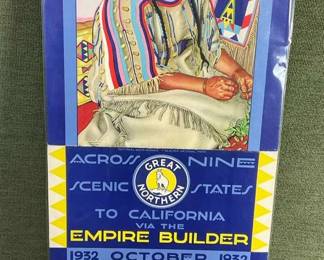 ACROSS NINE
GREAT
NORTHERN
SCENIC STATES
TO CALIFORNIA
VIA THE
EMPIRE BUILDER
1932 OCTOBER 1932